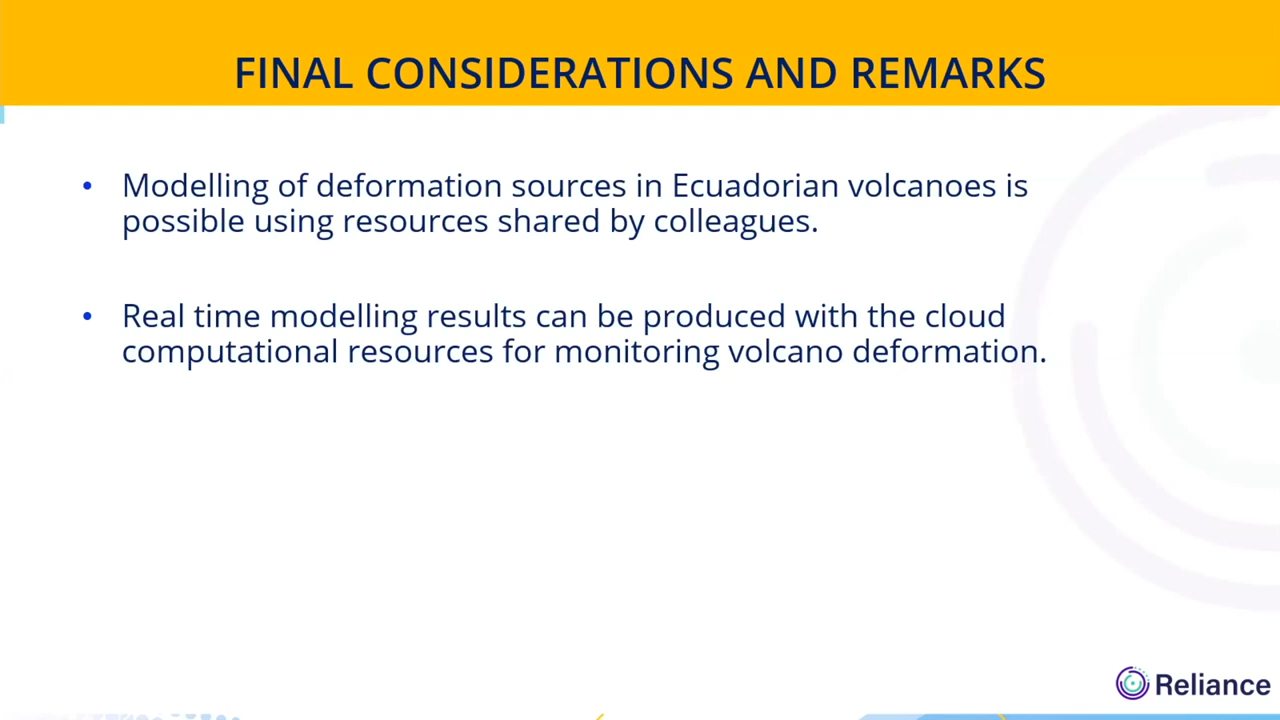 FINAL CONSIDERATIONS AND REMARKS
• Modelling of deformation sources in Ecuadorian volcanoes is
possible using resources shared by colleagues.
• Real time modelling results can be produced with the cloud
computational resources for monitoring volcano deformation.
Reliance